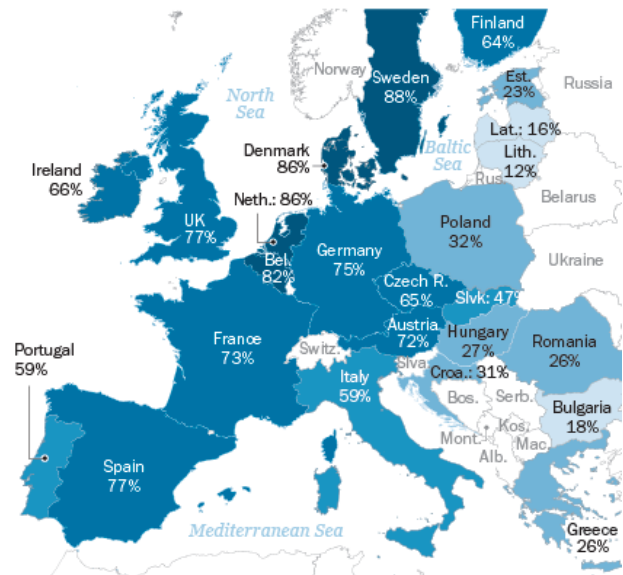 Finland
64%
Norway
Sweden
88%
Est.
23%
Russia
North
Sea
Lat.: 16%
Baltic
Sea
Lith.
12%
Rus.
Denmark
86%
Ireland
66%
Belarus
Neth.: 86%
UK
77%
Poland
32%
Germany
75%
Bel.
82%
Ukraine
Czech R.
65%
Slvk: 47%
Austria
72%
France
73%
Hungary
27%
Romania
26%
Portugal
59%
Switz.
Slva.
Croa.: 31%
Italy
59%
Bos.
Serb.
Bulgaria
18%
Kos.
Mont.
Mac.
Alb.
Spain
77%
Mediterranean Sea
Greece
26%